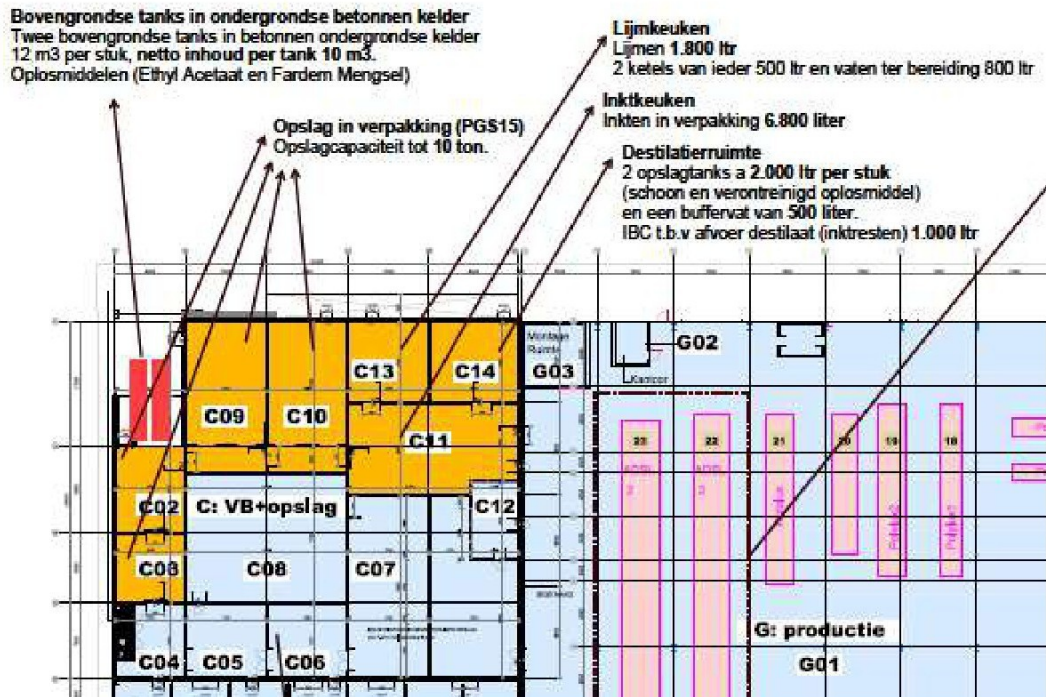 Bovengrondse tanks in ondergrondse betonnen kelder
Twee bovengrondse tanks in betonnen ondergrondse kelder
12 m3 per stuk, netto inhoud per tank 10 m3.
Oplosmiddelen (Ethyl Acetaat en Fardem Mengsel)
Opslag in verpakking (PGS15)
Opslagcapaciteit tot 10 ton.
Lijmkeuken
Lijmen 1.800 ltr
2 ketels van ieder 500 ltr en vaten ter bereiding 800 ltr
Inktkeuken
Inkten in verpakking 6.800 liter
Destilatierruimte
2 opslagtanks a 2.000 ltr per stuk
(schoon en verontreinigd oplosmiddel)
en een buffervat van 500 liter.
IBC t.b.v afvoer destilaat (inktresten) 1.000 ltr
Montage
Ruimte
G03
G02
Kantoor
C13
C14
C09
C10
C11
C02
C: VB+opslag
C12
C03
C08
C07
C04
C05
C06
23
22
21
20
19
18
G: productie
G01